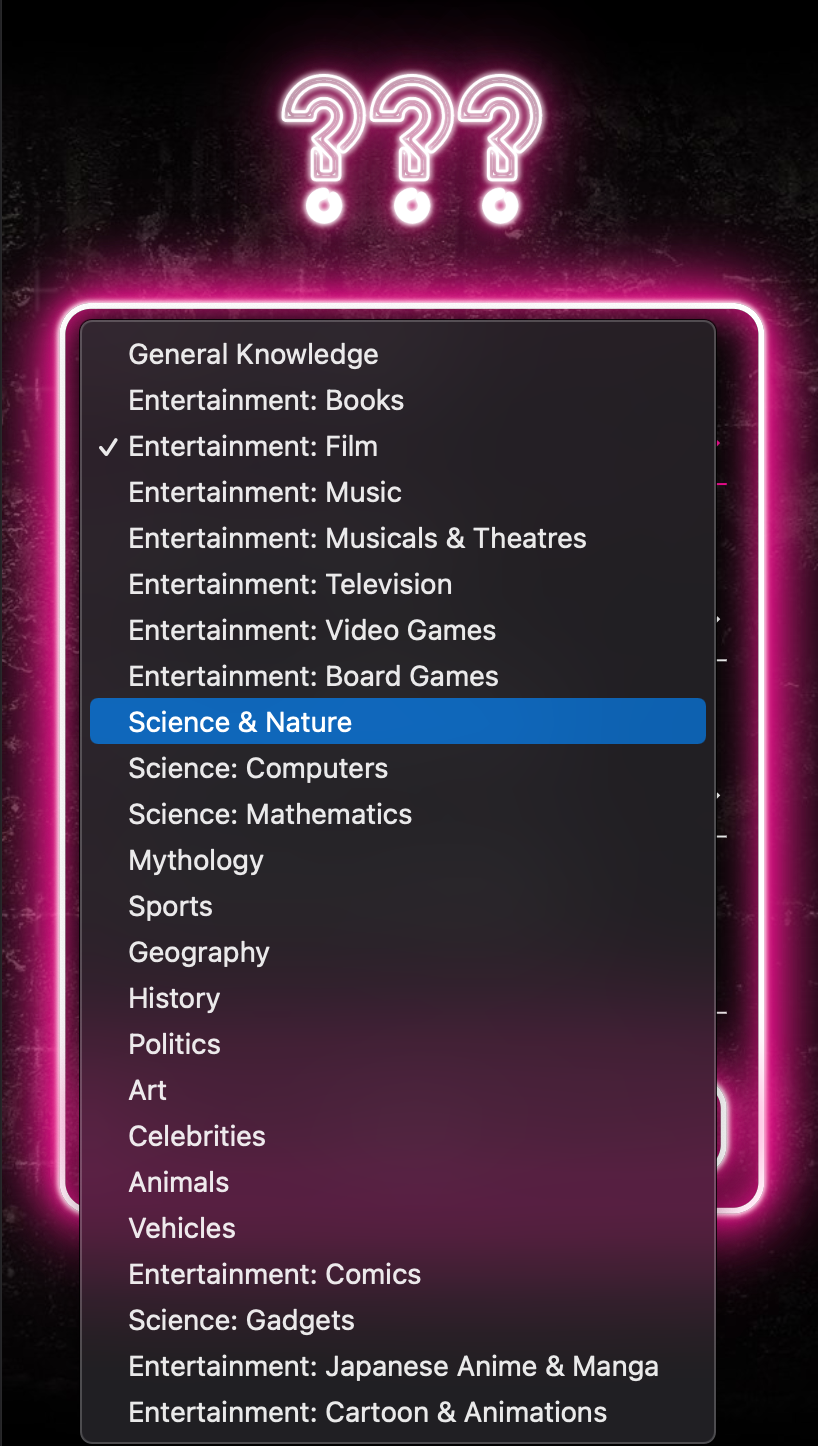 ???
General Knowledge
Entertainment: Books
✓ Entertainment: Film
Entertainment: Music
Entertainment: Musicals & Theatres
Entertainment: Television
Entertainment: Video Games
Entertainment: Board Games
Science & Nature
Science: Computers
Science: Mathematics
Mythology
Sports
Geography
History
Politics
Art
Celebrities
Animals
Vehicles
Entertainment: Comics
Science: Gadgets
Entertainment: Japanese Anime & Manga
Entertainment: Cartoon & Animations